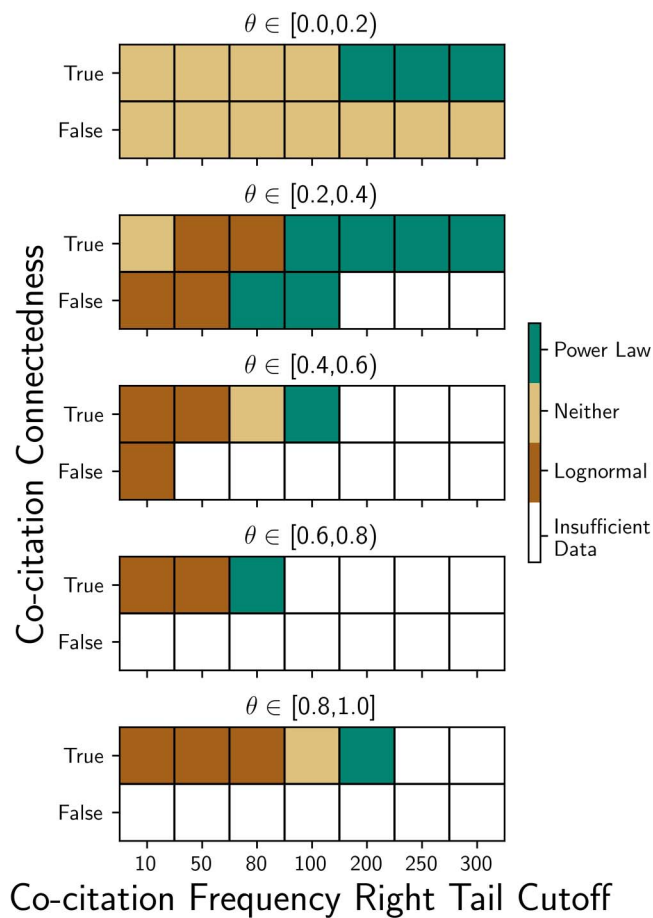 θ ∈ [0.0,0.2)
True
False
θ ∈ [0.2,0.4)
True
False
θ ∈ [0.4,0.6)
True
False
θ ∈ [0.6,0.8)
True
False
θ ∈ [0.8,1.0]
True
False
10 50 80 100 200 250 300
Co-citation Frequency Right Tail Cutoff
Co-citation Connectedness
Power Law
Neither
Lognormal
Insufficient
Data